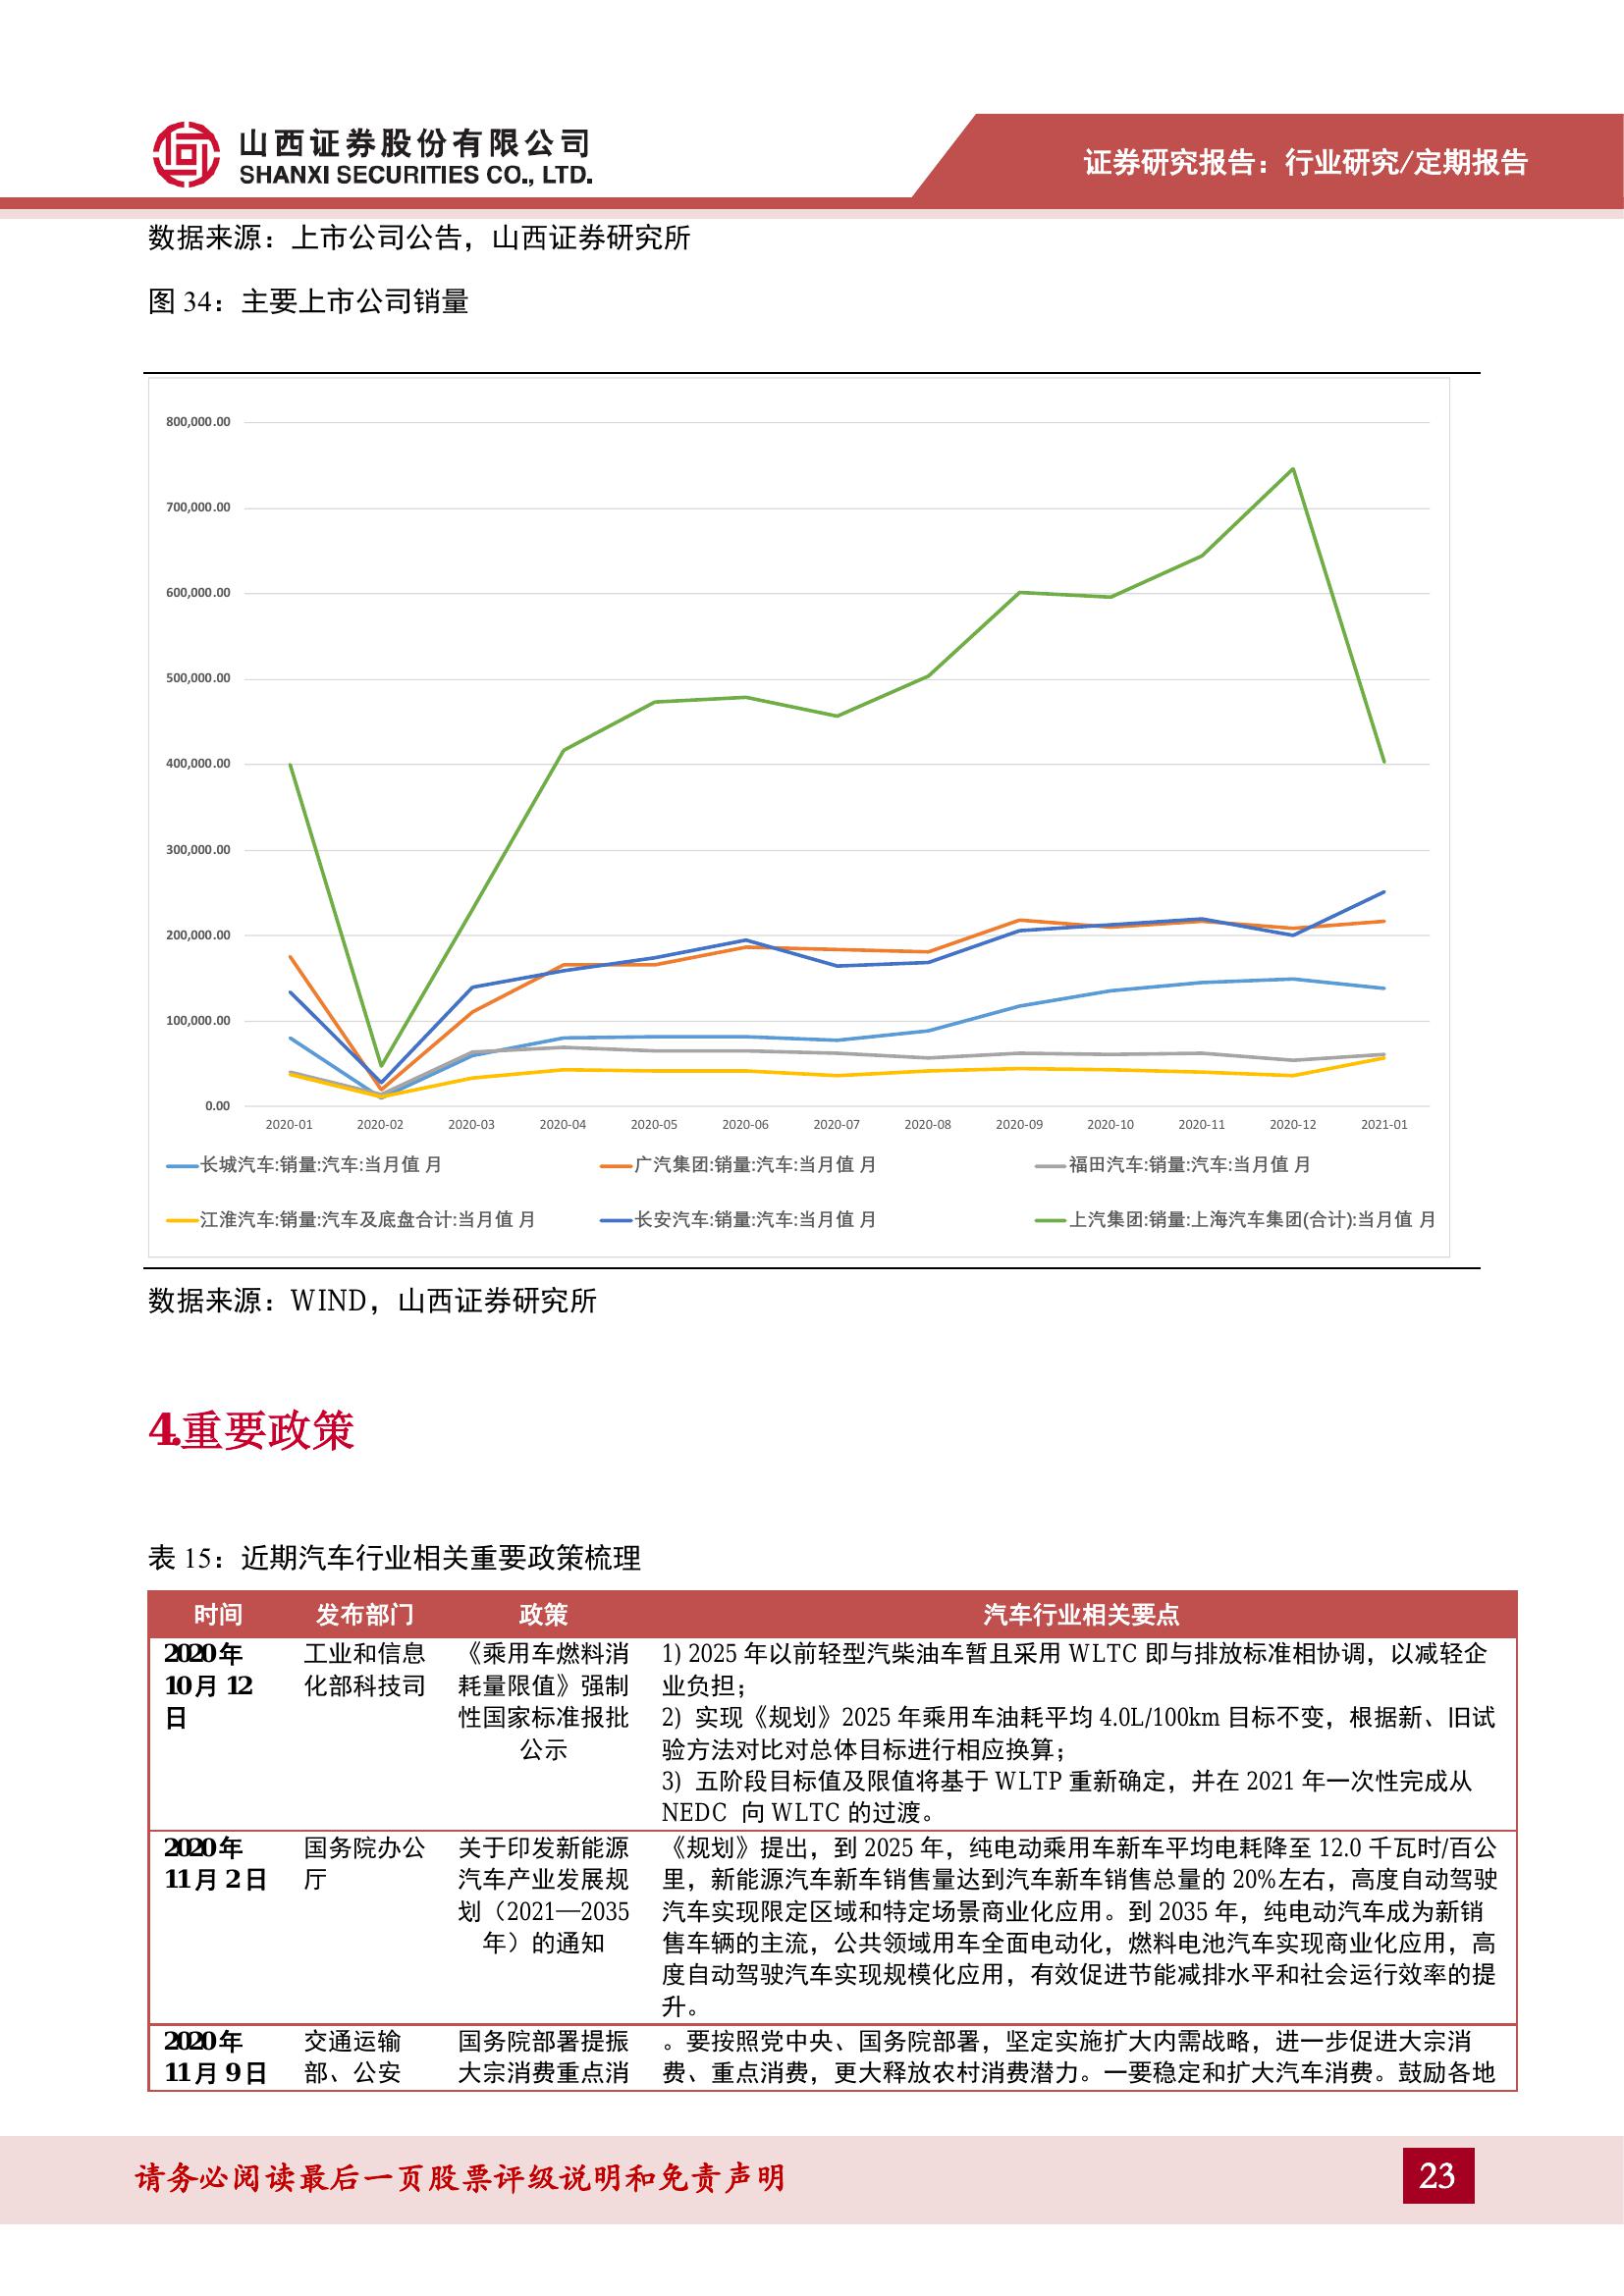 山西证券股份有限公司
SHANXI SECURITIES CO., LTD.
证券研究报告：行业研究/定期报告
数据来源：上市公司公告，山西证券研究所
图 34：主要上市公司销量
800,000.00
700,000.00
600,000.00
500,000.00
400,000.00
300,000.00
200,000.00
100,000.00
0.00
2020-01 2020-02 2020-03 2020-04 2020-05 2020-06 2020-07 2020-08 2020-09 2020-10 2020-11 2020-12 2021-01
长城汽车:销量:汽车:当月值 月 广汽集团:销量:汽车:当月值 月 福田汽车:销量:汽车:当月值 月
江淮汽车:销量:汽车及底盘合计:当月值 月 长安汽车:销量:汽车:当月值 月 上汽集团:销量:上海汽车集团(合计):当月值 月
数据来源：WIND，山西证券研究所
4.重要政策
表 15：近期汽车行业相关重要政策梳理
时间 发布部门 政策 汽车行业相关要点
2020年
10月 12
日
工业和信息
化部科技司
《乘用车燃料消
耗量限值》强制
性国家标准报批
公示
1) 2025 年以前轻型汽柴油车暂且采用 WLTC 即与排放标准相协调，以减轻企
业负担；
2) 实现《规划》2025 年乘用车油耗平均 4.0L/100km 目标不变，根据新、旧试
验方法对比对总体目标进行相应换算；
3) 五阶段目标值及限值将基于 WLTP 重新确定，并在 2021 年一次性完成从
NEDC 向 WLTC 的过渡。
2020年
11月 2日
国务院办公
厅
关于印发新能源
汽车产业发展规
划（2021—2035
年）的通知
《规划》提出，到 2025 年，纯电动乘用车新车平均电耗降至 12.0 千瓦时/百公
里，新能源汽车新车销售量达到汽车新车销售总量的 20%左右，高度自动驾驶
汽车实现限定区域和特定场景商业化应用。到 2035 年，纯电动汽车成为新销
售车辆的主流，公共领域用车全面电动化，燃料电池汽车实现商业化应用，高
度自动驾驶汽车实现规模化应用，有效促进节能减排水平和社会运行效率的提
升。
2020年
11月 9日
交通运输
部、公安
国务院部署提振
大宗消费重点消
。要按照党中央、国务院部署，坚定实施扩大内需战略，进一步促进大宗消
费、重点消费，更大释放农村消费潜力。一要稳定和扩大汽车消费。鼓励各地
请务必阅读最后一页股票评级说明和免责声明
23